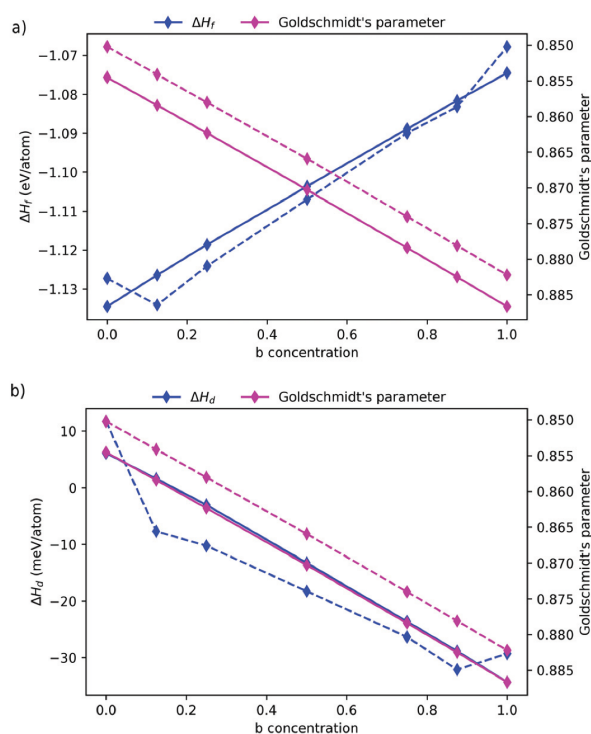 a)
ΔH_f Goldschmidt's parameter
−1.07
−1.08
−1.09
−1.10
−1.11
−1.12
−1.13
ΔH_f (eV/atom)
0.850
0.855
0.860
0.865
0.870
0.875
0.880
0.885
Goldschmidt's parameter
0.0 0.2 0.4 0.6 0.8 1.0
b concentration
b)
ΔH_d Goldschmidt's parameter
10
0
−10
−20
−30
ΔH_d (meV/atom)
0.850
0.855
0.860
0.865
0.870
0.875
0.880
0.885
Goldschmidt's parameter
0.0 0.2 0.4 0.6 0.8 1.0
b concentration